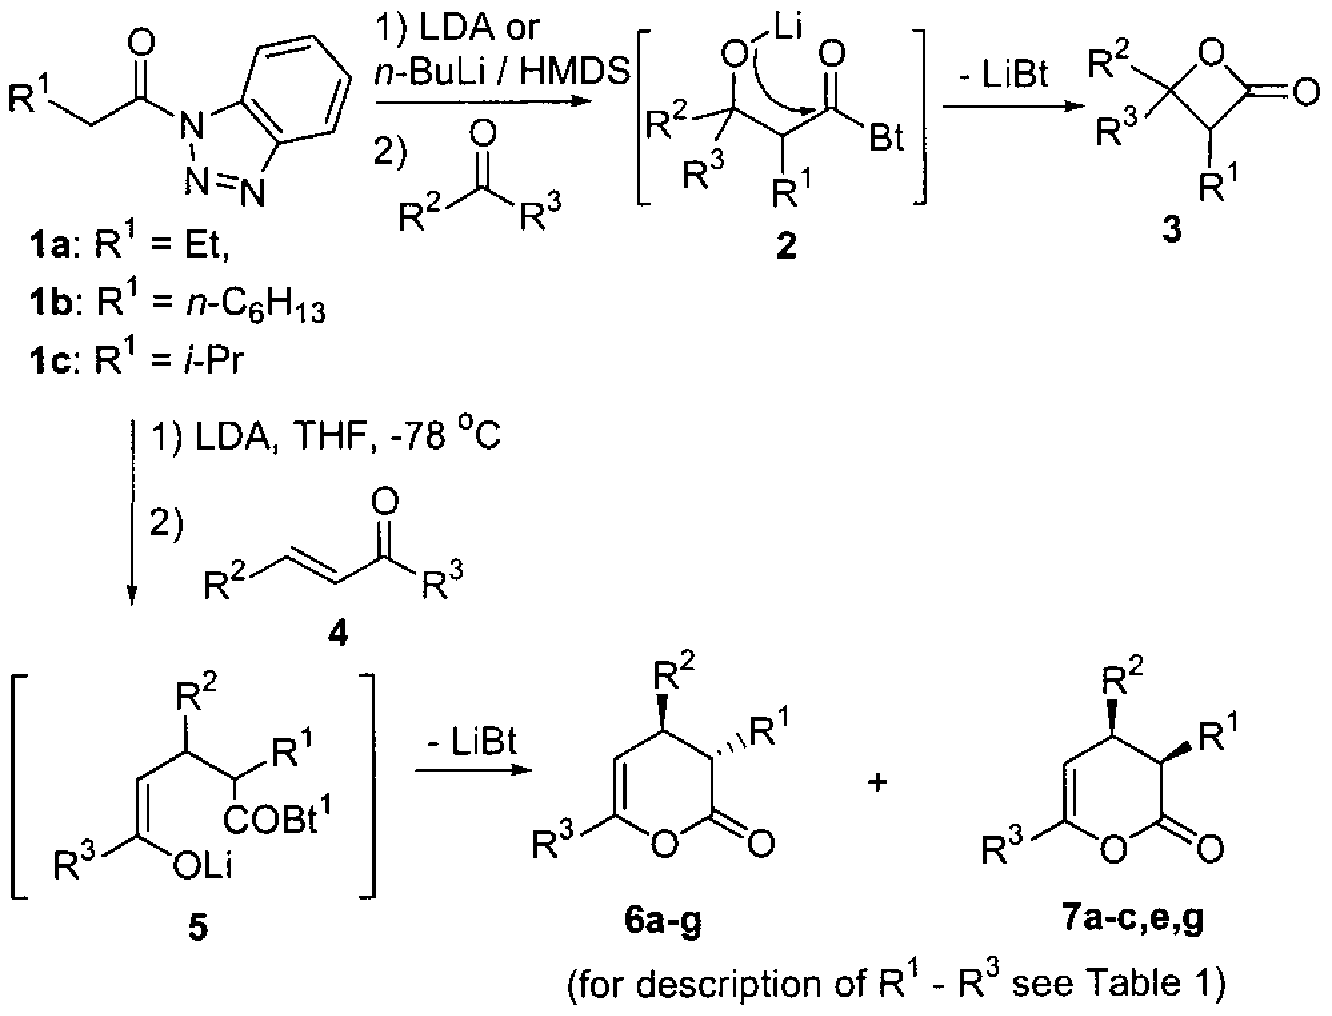 O
R¹
N
N=N
1) LDA or
n-BuLi / HMDS
2)
O
R² R³
Li
O O
R²
R³
R¹
Bt
2
- LiBt
R² O
O
R³
R¹
3
1a: R¹ = Et,
1b: R¹ = n-C₆H₁₃
1c: R¹ = i-Pr
1) LDA, THF, -78 ⁰C
2)
O
R² R³
4
R²
R¹
COBt¹
R³
OLi
5
- LiBt
R²
R¹
R³
O O
6a-g
+
R²
R¹
R³
O O
7a-c,e,g
(for description of R¹ - R³ see Table 1)